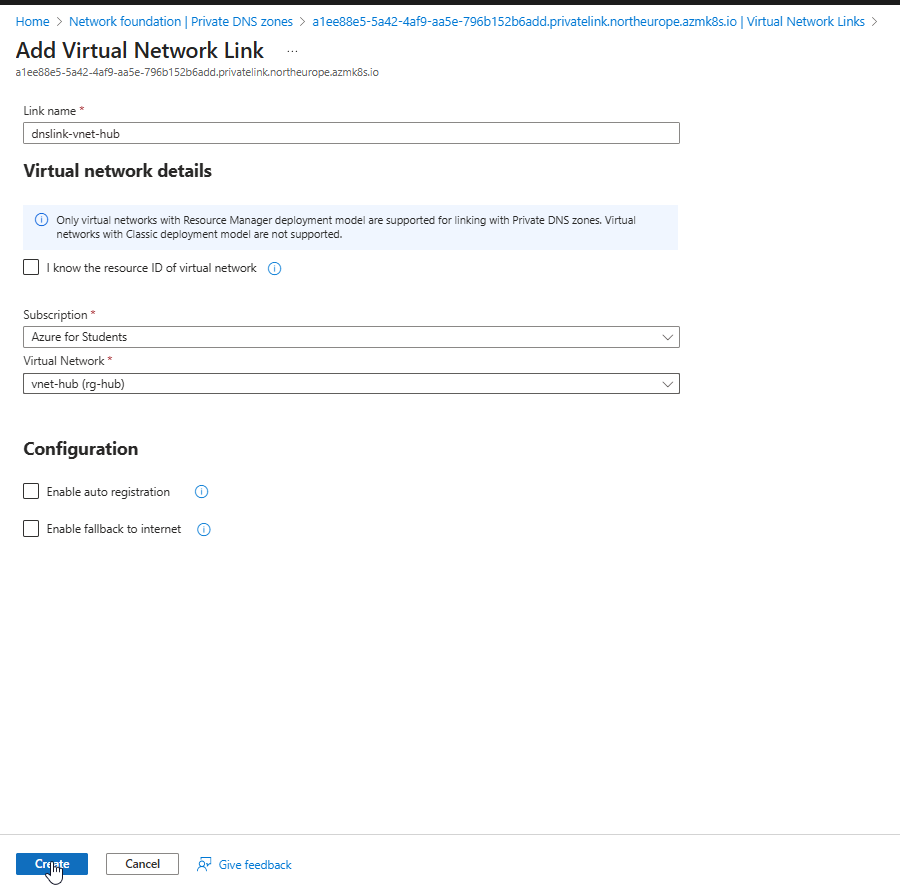 Home > Network foundation | Private DNS zones > a1ee88e5-5a42-4af9-aa5e-796b152b6add.privatelink.northeurope.azmk8s.io | Virtual Network Links >
Add Virtual Network Link ...
a1ee88e5-5a42-4af9-aa5e-796b152b6add.privatelink.northeurope.azmk8s.io
Link name *
dnslink-vnet-hub
Virtual network details
Only virtual networks with Resource Manager deployment model are supported for linking with Private DNS zones. Virtual
networks with Classic deployment model are not supported.
I know the resource ID of virtual network
Subscription *
Azure for Students
Virtual Network *
vnet-hub (rg-hub)
Configuration
Enable auto registration
Enable fallback to internet
Create Cancel Give feedback